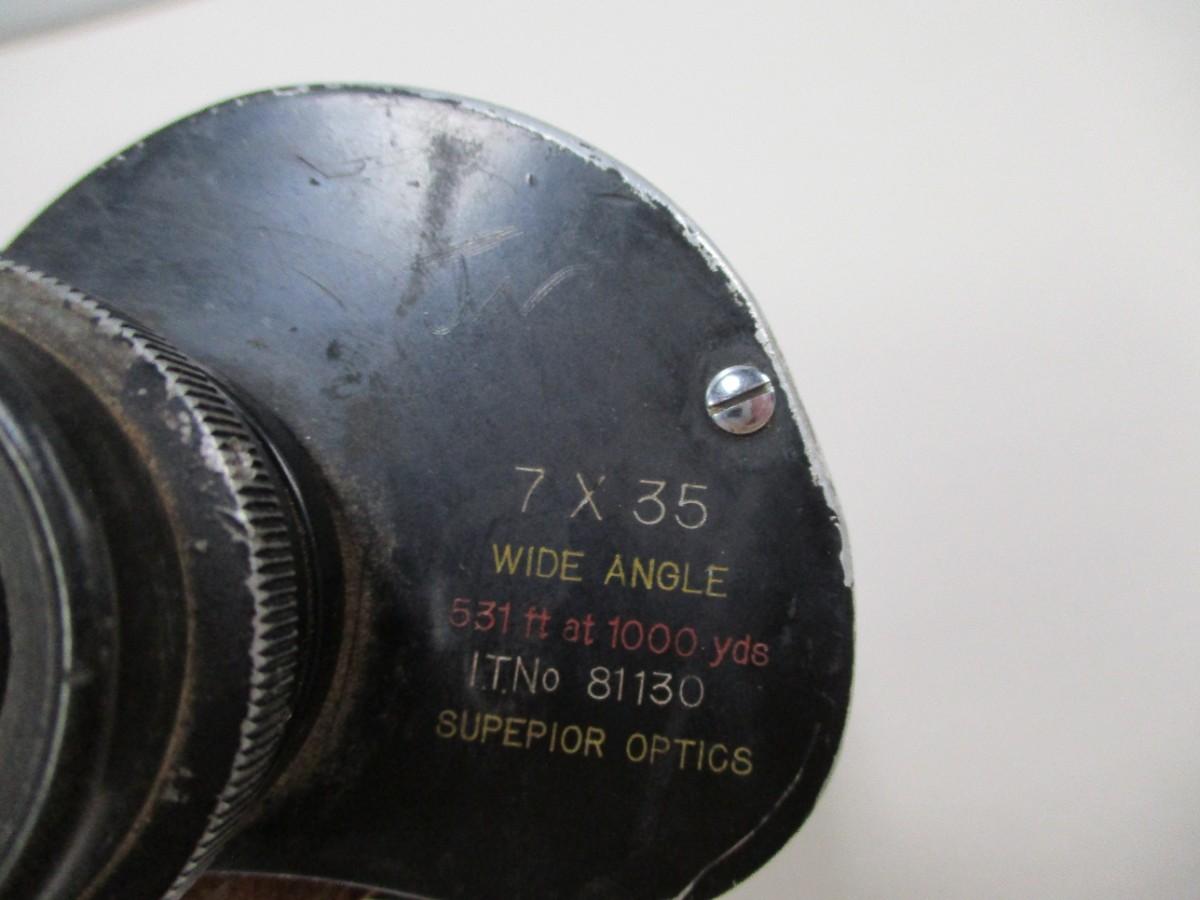 7 X 35
WIDE ANGLE
531 ft at 1000 yds
I.T.No 81130
SUPEPIOR OPTICS